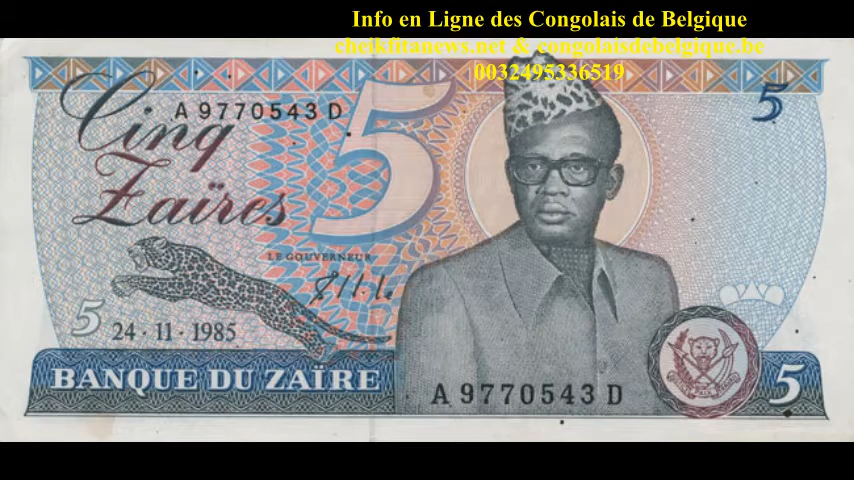 Info en Ligne des Congolais de Belgique
cheikfitanews.net & congolaisdebelgique.be
0032495336519
A 9770543 D
5
5
Cinq
Zaïres
LE GOUVERNEUR
5
24·11·1985
BANQUE DU ZAÏRE
A 9770543 D
5